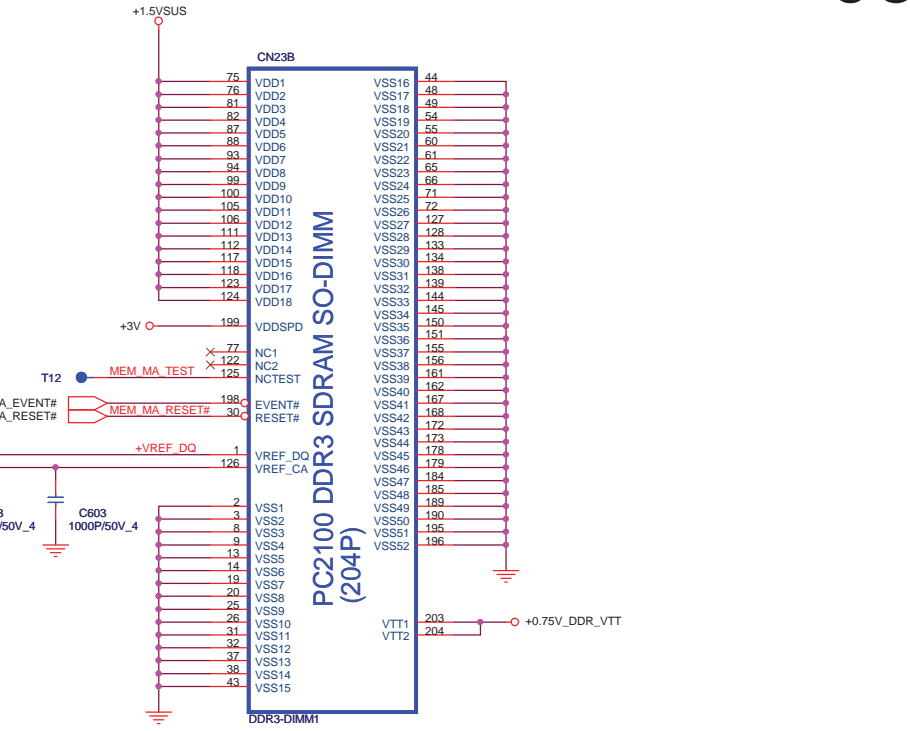 +1.5VSUS
CN23B
75 VDD1 VSS16 44
76 VDD2 VSS17 48
81 VDD3 VSS18 49
82 VDD4 VSS19 54
87 VDD5 VSS20 55
88 VDD6 VSS21 60
93 VDD7 VSS22 61
94 VDD8 VSS23 65
99 VDD9 VSS24 66
100 VDD10 VSS25 71
105 VDD11 VSS26 72
106 VDD12 VSS27 127
111 VDD13 VSS28 128
112 VDD14 VSS29 133
117 VDD15 VSS30 134
118 VDD16 VSS31 138
123 VDD17 VSS32 139
124 VDD18 VSS33 144
VSS34 145
+3V 199 VDDSPD VSS35 150
VSS36 151
77 NC1 VSS37 155
122 NC2 VSS38 156
T12 MEM_MA_TEST 125 NCTEST VSS39 161
VSS40 162
A_EVENT# 198 EVENT# VSS41 167
A_RESET# MEM_MA_RESET# 30 RESET# VSS42 168
VSS43 172
VSS44 173
+VREF_DQ 1 VREF_DQ VSS45 178
126 VREF_CA VSS46 179
VSS47 184
VSS48 185
2 VSS1 VSS49 189
3 VSS2 VSS50 190
8 VSS3 VSS51 195
9 VSS4 VSS52 196
13 VSS5
14 VSS6
19 VSS7
20 VSS8
25 VSS9
26 VSS10 VTT1 203 +0.75V_DDR_VTT
31 VSS11 VTT2 204
32 VSS12
37 VSS13
38 VSS14
43 VSS15
C603
1000P/50V_4
/50V_4
PC2100 DDR3 SDRAM SO-DIMM
(204P)
DDR3-DIMM1